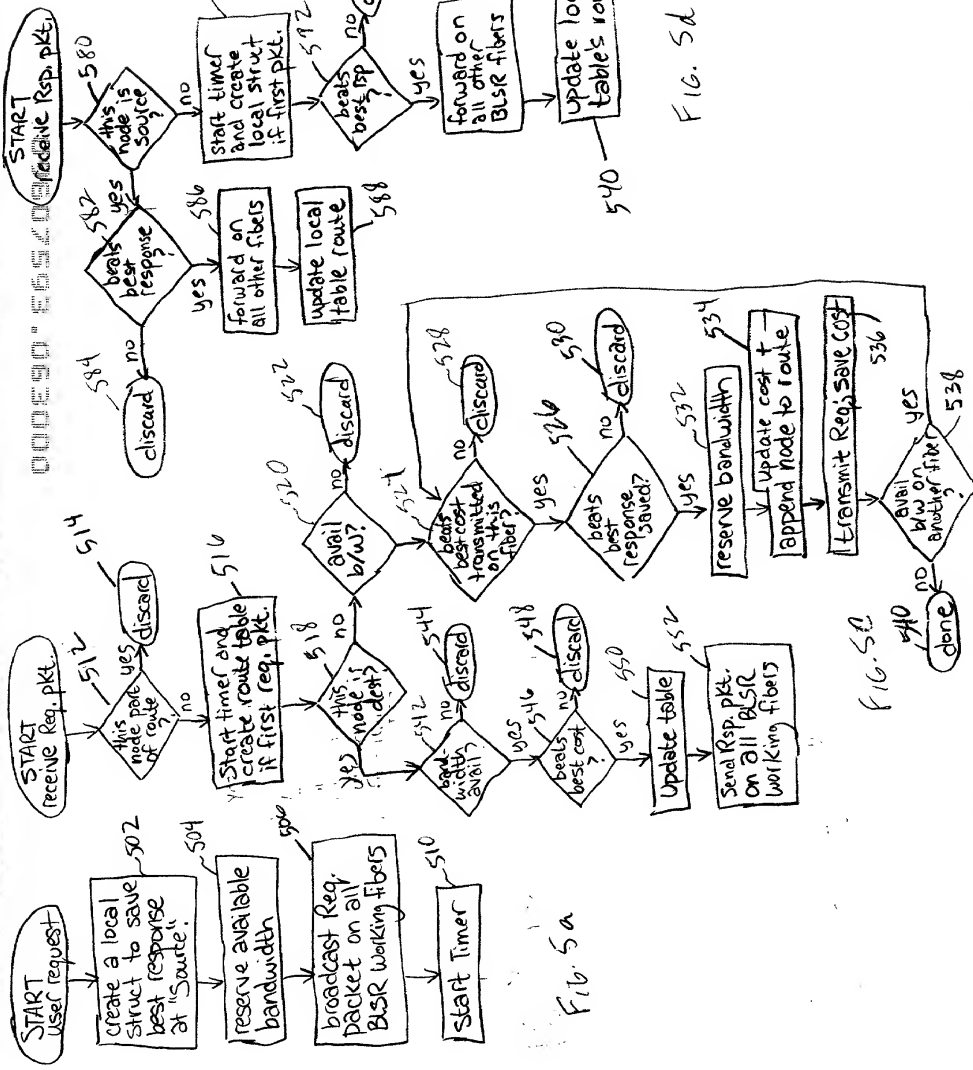 START
user request
create a local
struct to save
best response
at "Source".
502
reserve available
bandwidth
504
broadcast Req.
packet on all
BLSR working fibers
506
start Timer
510
FIG. 5a
START
receive Req. pkt.
this
node part
of route
?
512
yes
discard
514
no
Start timer and
create route table
if first req. pkt.
516
this
node is
dest?
518
yes
no
band-
width
avail?
542
no
discard
544
yes
beats
best cost
?
546
no
discard
548
yes
update table
550
Send Rsp. pkt.
on all BLSR
working fibers
552
avail
b/w?
520
no
discard
522
beats
best cost
transmitted
on this
fiber?
524
no
discard
528
yes
beats
best
response
saved?
526
no
discard
530
yes
reserve bandwidth
532
update cost +
append node to route
534
transmit Req; save cost
536
avail
b/w on
another fiber
?
538
yes
no
540
done
FIG. 5
START
receive Rsp. pkt.
this
node is
source
?
580
yes
no
beats
best
response
?
582
no
discard
584
yes
forward on
all other fibers
586
update local
table route
588
start timer
and create
local struct
if first pkt.
beats
best rsp
?
592
no
yes
forward on
all other
BLSR fibers
update
table's
540
FIG. 5d